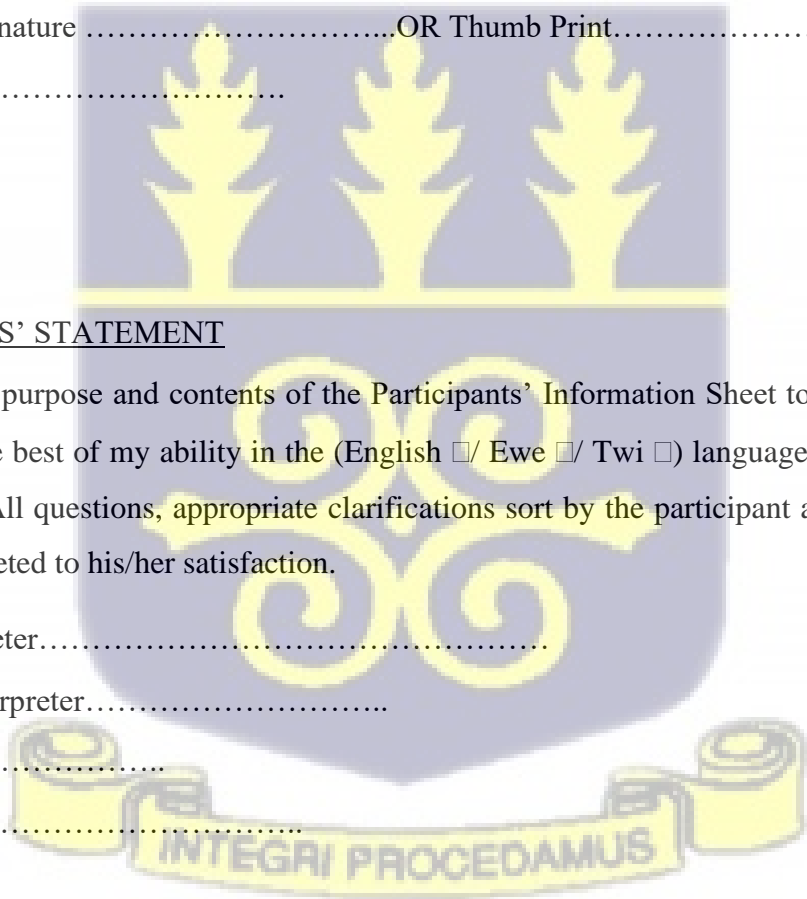 nature ………………………...OR Thumb Print…………………
……………………….
S’ STATEMENT
purpose and contents of the Participants’ Information Sheet to
best of my ability in the (English □/ Ewe □/ Twi □) language
All questions, appropriate clarifications sort by the participant
eted to his/her satisfaction.
eter………………………………………
rpreter………………………..
……………..
………………………..
INTEGRI PROCEDAMUS